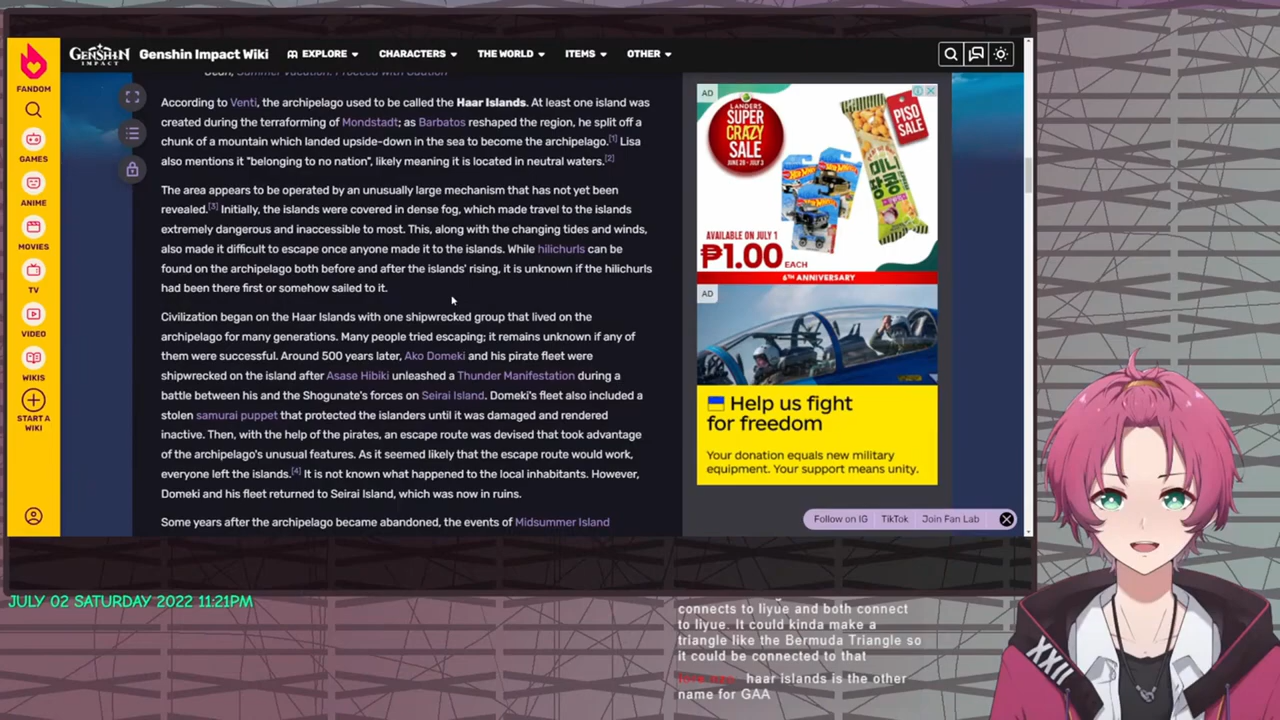 GENSHIN IMPACT
Genshin Impact Wiki
EXPLORE
CHARACTERS
THE WORLD
ITEMS
OTHER
FANDOM
GAMES
ANIME
MOVIES
TV
VIDEO
WIKIS
START A
WIKI
Jean, Summer Vacation: Proceed With Caution
According to Venti, the archipelago used to be called the Haar Islands. At least one island was
created during the terraforming of Mondstadt; as Barbatos reshaped the region, he split off a
chunk of a mountain which landed upside-down in the sea to become the archipelago.[1] Lisa
also mentions it "belonging to no nation", likely meaning it is located in neutral waters.[2]
The area appears to be operated by an unusually large mechanism that has not yet been
revealed.[3] Initially, the islands were covered in dense fog, which made travel to the islands
extremely dangerous and inaccessible to most. This, along with the changing tides and winds,
also made it difficult to escape once anyone made it to the islands. While hilichurls can be
found on the archipelago both before and after the islands' rising, it is unknown if the hilichurls
had been there first or somehow sailed to it.
Civilization began on the Haar Islands with one shipwrecked group that lived on the
archipelago for many generations. Many people tried escaping; it remains unknown if any of
them were successful. Around 500 years later, Ako Domeki and his pirate fleet were
shipwrecked on the island after Asase Hibiki unleashed a Thunder Manifestation during a
battle between his and the Shogunate's forces on Seirai Island. Domeki's fleet also included a
stolen samurai puppet that protected the islanders until it was damaged and rendered
inactive. Then, with the help of the pirates, an escape route was devised that took advantage
of the archipelago's unusual features. As it seemed likely that the escape route would work,
everyone left the islands.[4] It is not known what happened to the local inhabitants. However,
Domeki and his fleet returned to Seirai Island, which was now in ruins.
Some years after the archipelago became abandoned, the events of Midsummer Island
AD
LANDERS
SUPER
CRAZY
SALE
JUNE 29 - JULY 3
PISO
SALE
AVAILABLE ON JULY 1
₱1.00 EACH
6TH ANNIVERSARY
AD
Help us fight
for freedom
Your donation equals new military
equipment. Your support means unity.
Follow on IG
TikTok
Join Fan Lab
JULY 02 SATURDAY 2022 11:21PM
connects to liyue and both connect
to liyue. It could kinda make a
triangle like the Bermuda Triangle so
it could be connected to that
haar islands is the other
name for GAA
XXII